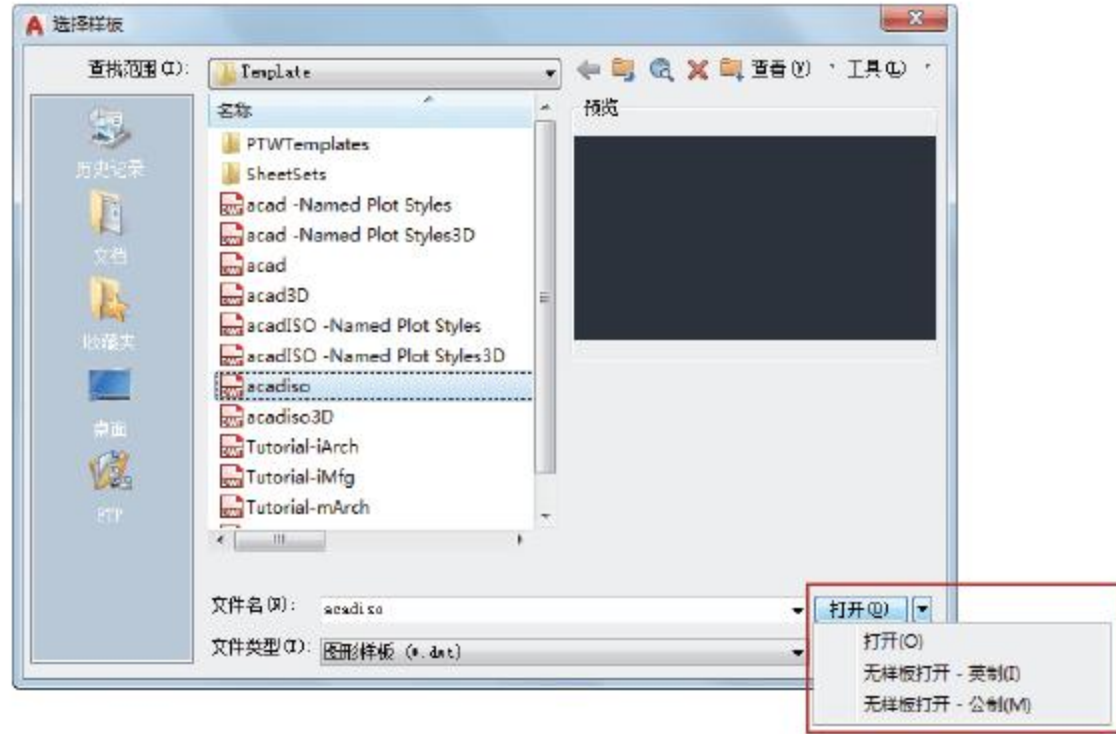 选择样板
查找范围(I):
Template
查看(V)
工具(L)
名称
预览
PTWTemplates
SheetSets
acad -Named Plot Styles
acad -Named Plot Styles3D
acad
acad3D
acadISO -Named Plot Styles
acadISO -Named Plot Styles3D
acadiso
acadiso3D
Tutorial-iArch
Tutorial-iMfg
Tutorial-mArch
历史记录
文档
收藏夹
桌面
FTP
文件名(N):
acadiso
打开(O)
文件类型(T):
图形样板 (*.dwt)
打开(O)
无样板打开 - 英制(I)
无样板打开 - 公制(M)